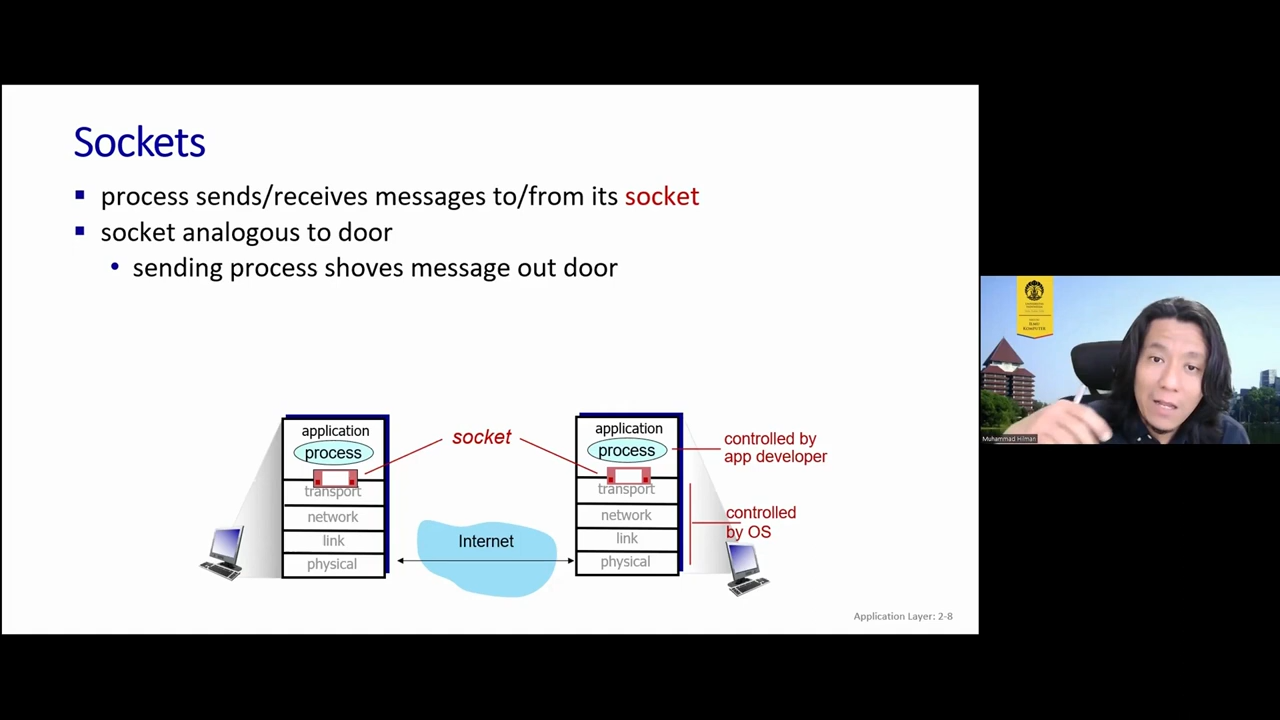 Sockets
process sends/receives messages to/from its socket
socket analogous to door
sending process shoves message out door
application
process
transport
network
link
physical
socket
Internet
application
process
transport
network
link
physical
controlled by
app developer
controlled
by OS
Application Layer: 2-8
ILMU
KOMPUTER
Muhammad Hilman